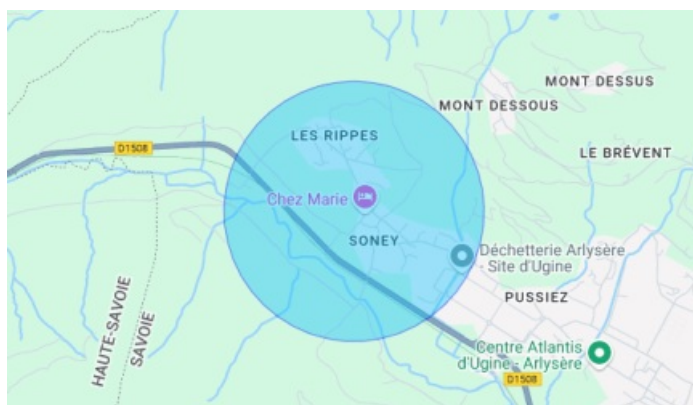 MONT DESSUS
MONT DESSOUS
LES RIPPES
D1508
LE BRÉVENT
Chez Marie
SONEY
Déchetterie Arlysère
- Site d'Ugine
PUSSIEZ
HAUTE-SAVOIE
SAVOIE
Centre Atlantis
d'Ugine - Arlysère
D1508